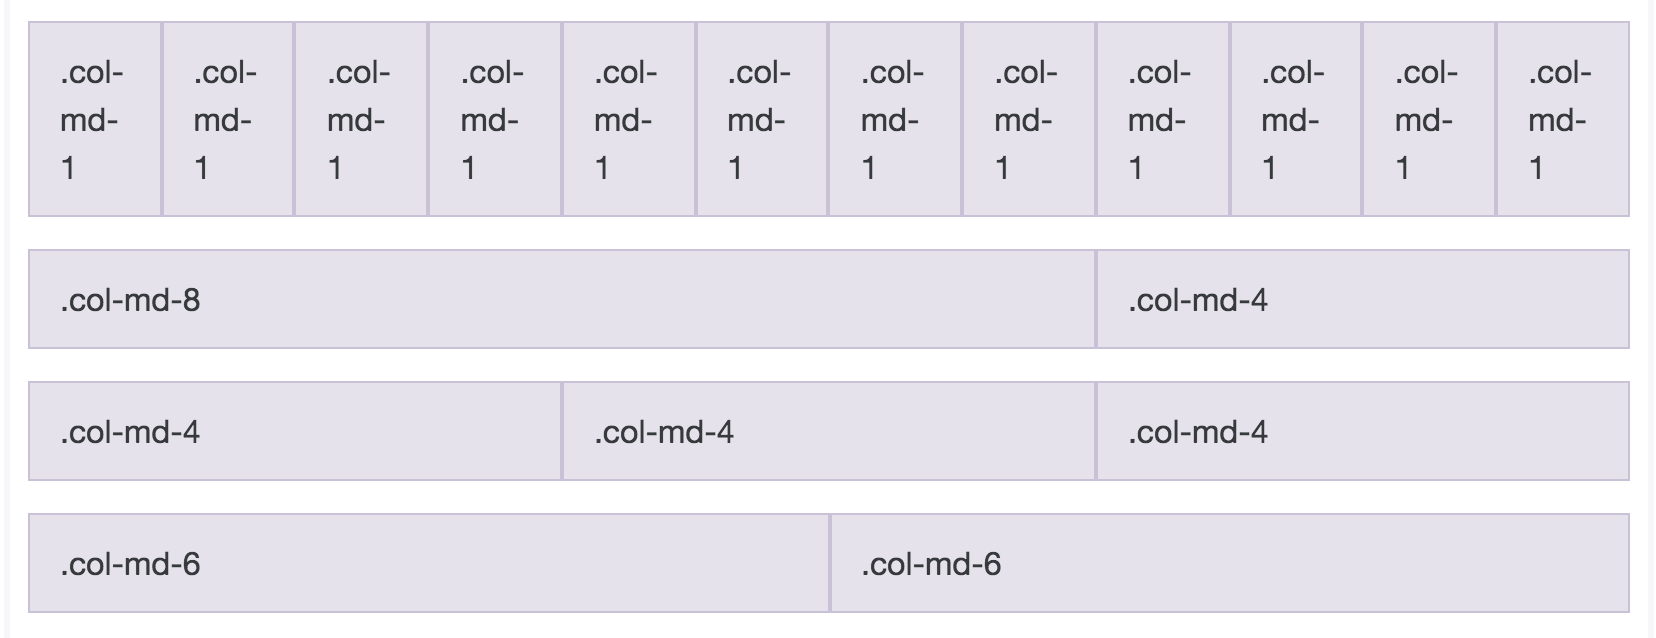 .col- .col- .col- .col- .col- .col- .col- .col- .col- .col- .col- .col-
md- md- md- md- md- md- md- md- md- md- md- md-
1 1 1 1 1 1 1 1 1 1 1 1
.col-md-8 .col-md-4
.col-md-4 .col-md-4 .col-md-4
.col-md-6 .col-md-6